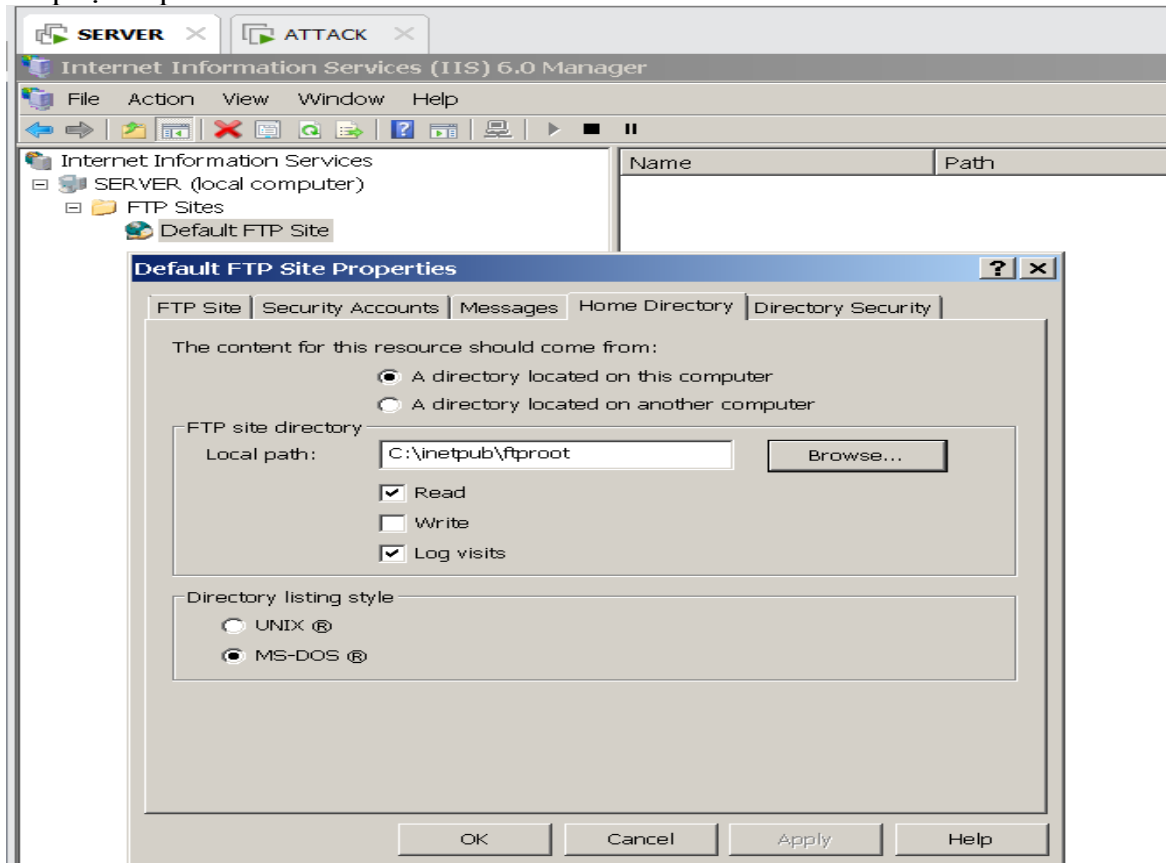 SERVER ATTACK
Internet Information Services (IIS) 6.0 Manager
File Action View Window Help
Internet Information Services
Name Path
SERVER (local computer)
FTP Sites
Default FTP Site
Default FTP Site Properties
FTP Site Security Accounts Messages Home Directory Directory Security
The content for this resource should come from:
A directory located on this computer
A directory located on another computer
FTP site directory
Local path: C:\inetpub\ftproot Browse...
Read
Write
Log visits
Directory listing style
UNIX ®
MS-DOS ®
OK Cancel Apply Help